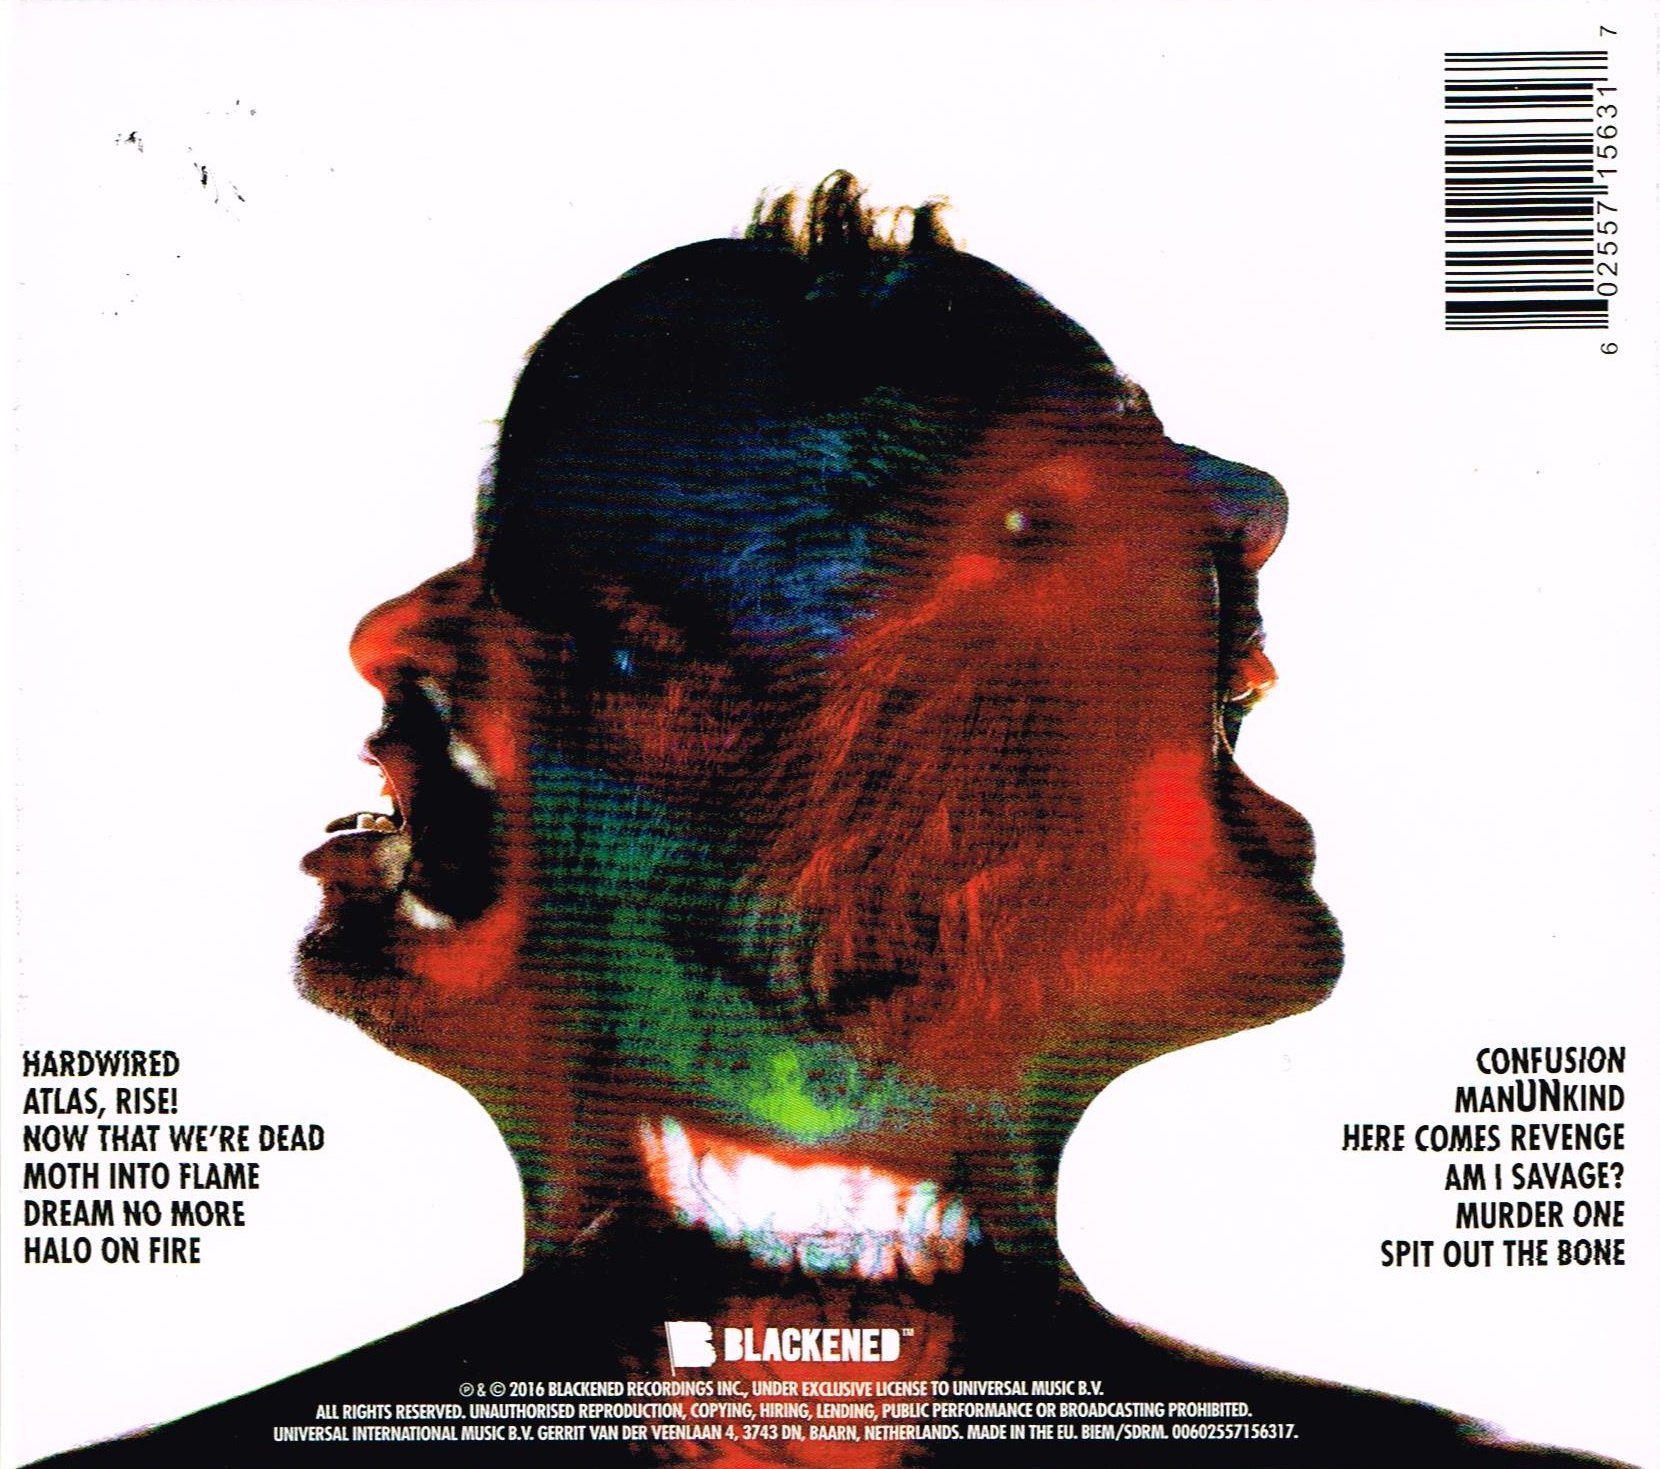 6 02557 15631 7
HARDWIRED
ATLAS, RISE!
NOW THAT WE'RE DEAD
MOTH INTO FLAME
DREAM NO MORE
HALO ON FIRE
CONFUSION
MANUNKIND
HERE COMES REVENGE
AM I SAVAGE?
MURDER ONE
SPIT OUT THE BONE
B BLACKENED™
℗ & © 2016 BLACKENED RECORDINGS INC., UNDER EXCLUSIVE LICENSE TO UNIVERSAL MUSIC B.V.
ALL RIGHTS RESERVED. UNAUTHORISED REPRODUCTION, COPYING, HIRING, LENDING, PUBLIC PERFORMANCE OR BROADCASTING PROHIBITED.
UNIVERSAL INTERNATIONAL MUSIC B.V. GERRIT VAN DER VEENLAAN 4, 3743 DN, BAARN, NETHERLANDS. MADE IN THE EU. BIEM/SDRM. 00602557156317.